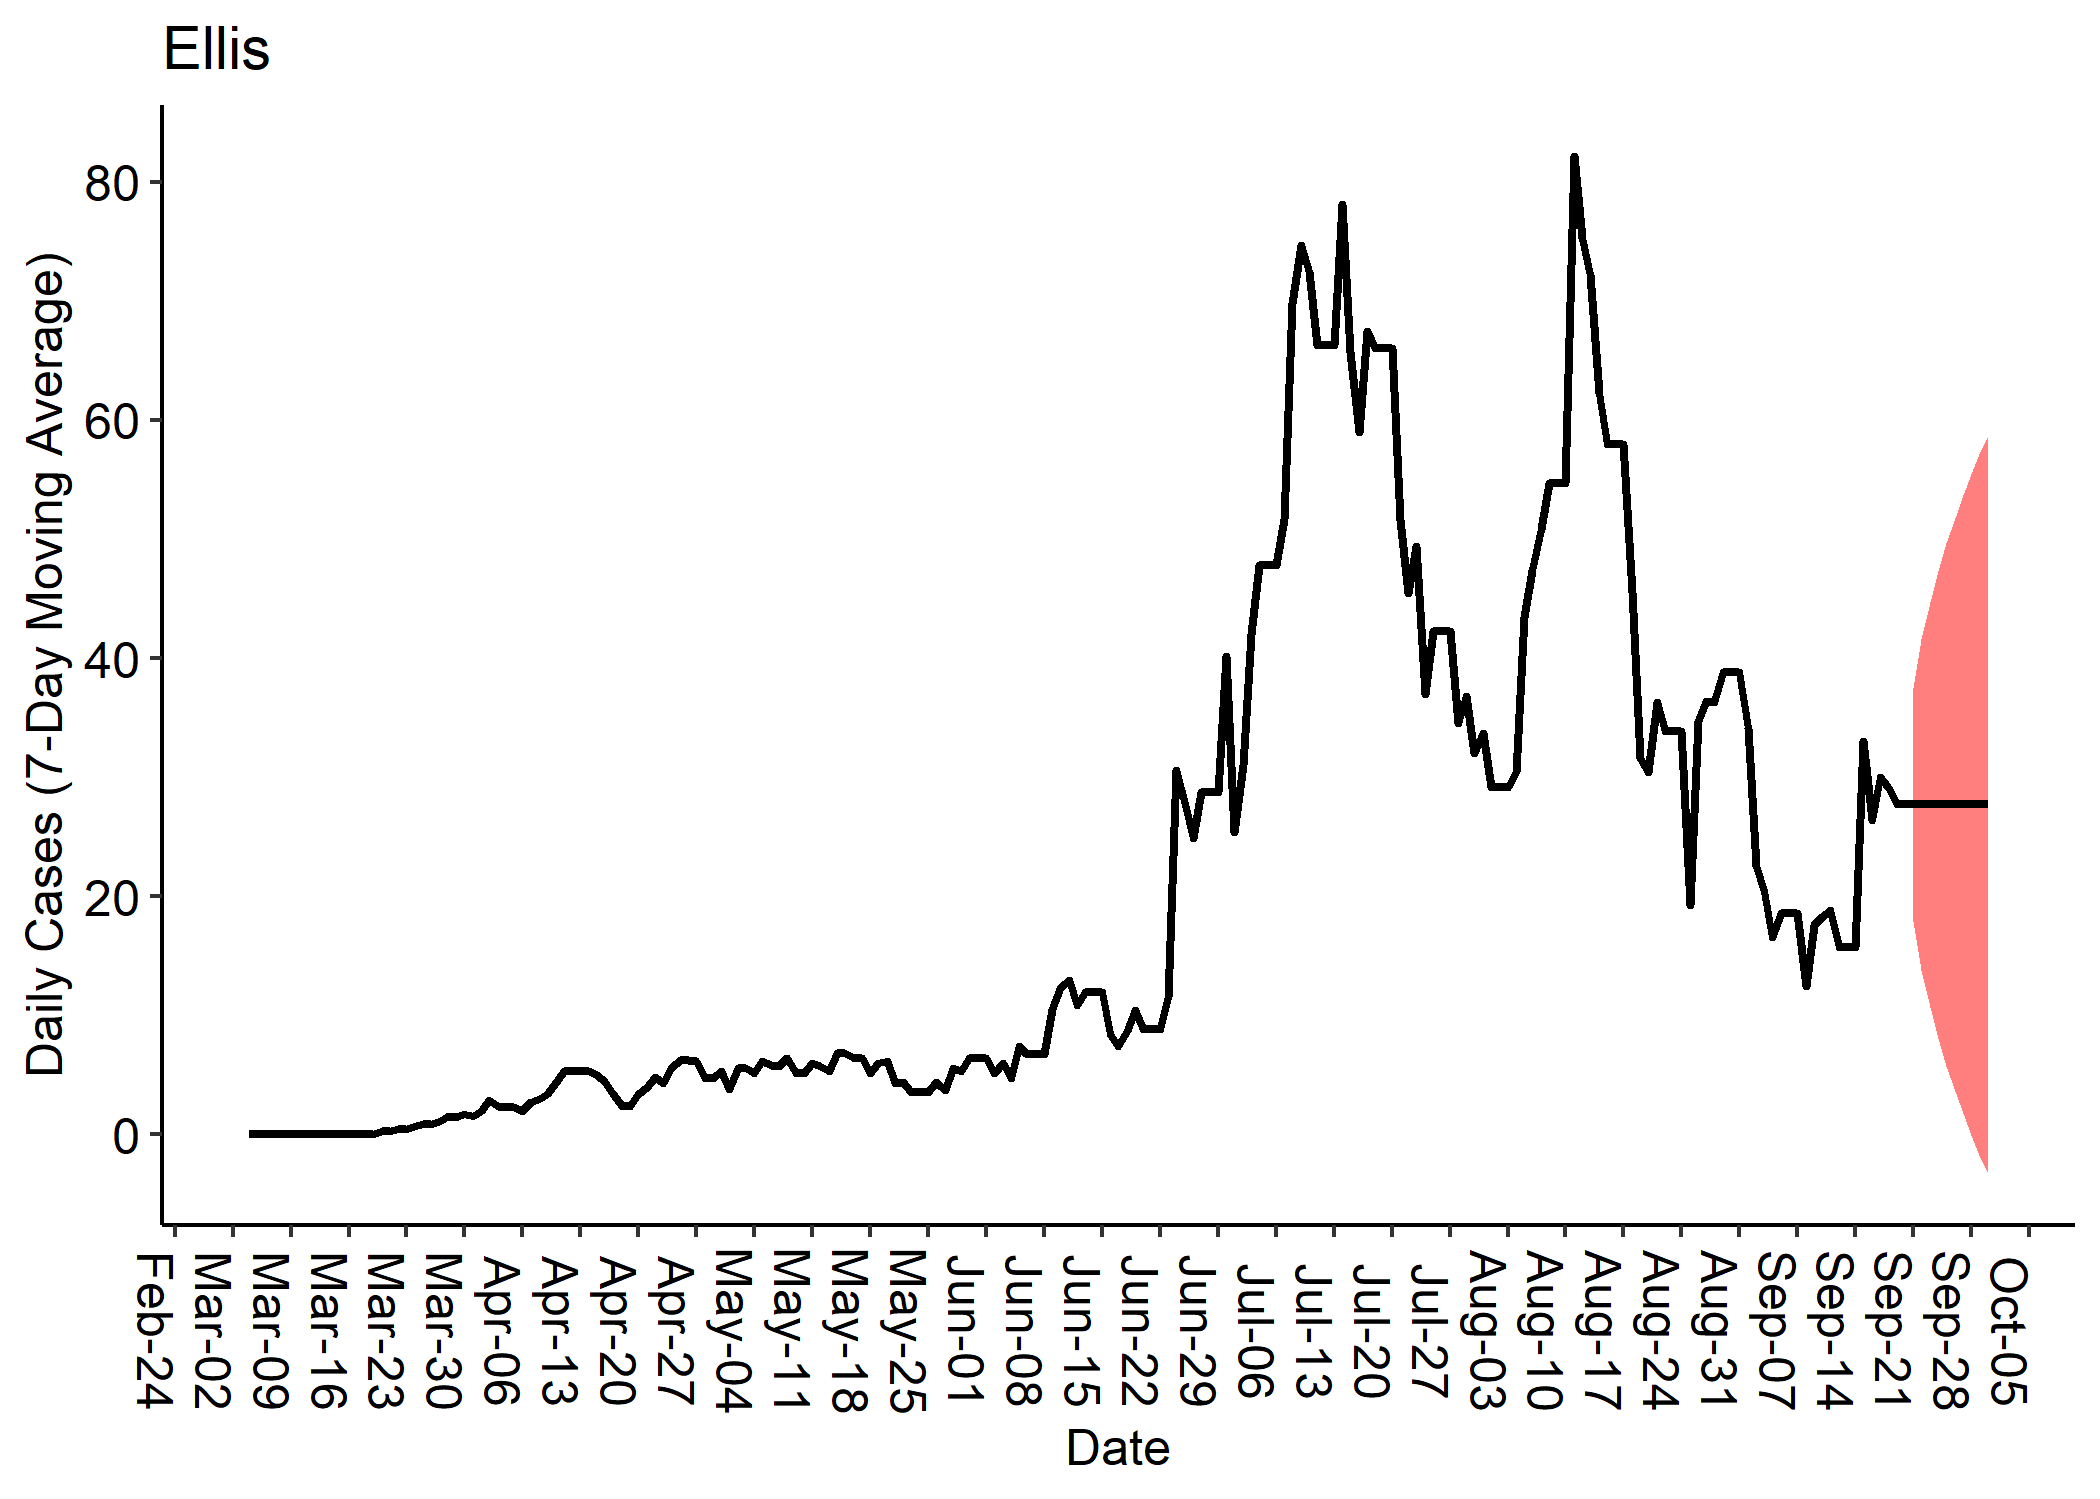 Ellis
Daily Cases (7-Day Moving Average)
80
60
40
20
0
Feb-24
Mar-02
Mar-09
Mar-16
Mar-23
Mar-30
Apr-06
Apr-13
Apr-20
Apr-27
May-04
May-11
May-18
May-25
Jun-01
Jun-08
Jun-15
Jun-22
Jun-29
Jul-06
Jul-13
Jul-20
Jul-27
Aug-03
Aug-10
Aug-17
Aug-24
Aug-31
Sep-07
Sep-14
Sep-21
Sep-28
Oct-05
Date